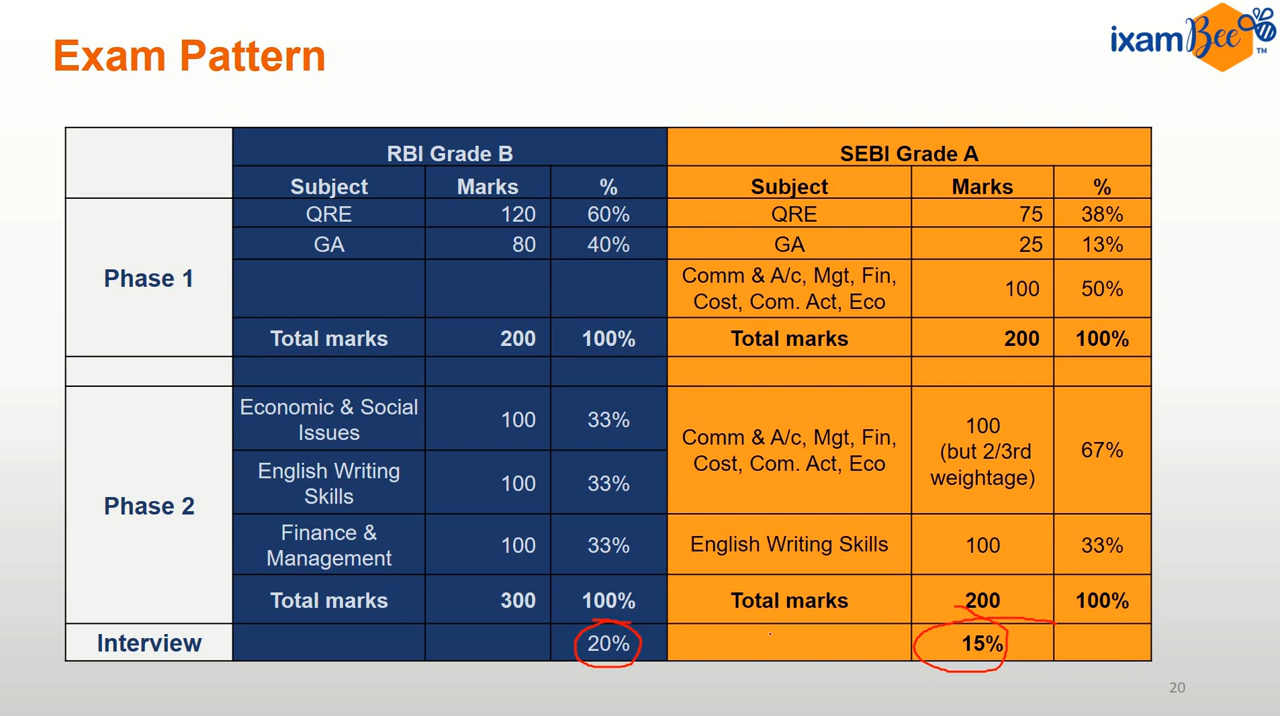 Exam Pattern
ixamBee
TM
RBI Grade B
SEBI Grade A
Subject Marks % Subject Marks %
Phase 1
QRE 120 60% QRE 75 38%
GA 80 40% GA 25 13%
Comm & A/c, Mgt, Fin,
Cost, Com. Act, Eco
100 50%
Total marks 200 100% Total marks 200 100%
Phase 2
Economic & Social
Issues
100 33%
English Writing
Skills
100 33%
Finance &
Management
100 33%
Comm & A/c, Mgt, Fin,
Cost, Com. Act, Eco
100
(but 2/3rd
weightage)
67%
English Writing Skills 100 33%
Total marks 300 100% Total marks 200 100%
Interview 20% 15%
20